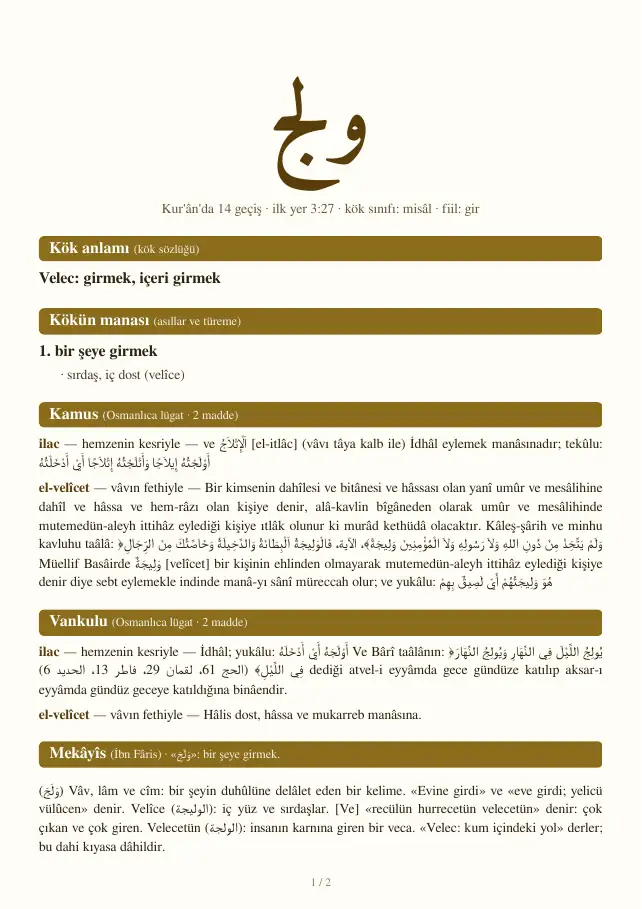 ولج
Kur'ân'da 14 geçiş · ilk yer 3:27 · kök sınıfı: misâl · fiil: gir
Kök anlamı (kök sözlüğü)
Velec: girmek, içeri girmek
Kökün manası (asıllar ve türeme)
1. bir şeye girmek
· sırdaş, iç dost (velîce)
Kamus (Osmanlıca lügat · 2 madde)
ilac — hemzenin kesriyle — ve اَلْإِتْلَاجُ [el-itlâc] (vâvı tâya kalb ile) İdhâl eylemek manâsınadır; tekûlu:
أَوْلَجْتُهُ إِيلَاجًا وَأَتْلَجْتُهُ إِتْلَاجًا أَيْ أَدْخَلْتُهُ
el-velîcet — vâvın fethiyle — Bir kimsenin dahîlesi ve bitânesi ve hâssası olan yanî umûr ve mesâlihine
dahîl ve hâssa ve hem-râzı olan kişiye denir, alâ-kavlin bîgâneden olarak umûr ve mesâlihinde
mutemedün-aleyh ittihâz eylediği kişiye ıtlâk olunur ki murâd kethüdâ olacaktır. Kâleş-şârih ve minhu
kavluhu taâlâ: ﴿وَلَمْ يَتَّخِذْ مِنْ دُونِ اللهِ وَلاَ رَسُولِهِ وَلاَ الْمُؤْمِنِينَ وَلِيجَةً﴾، الآية، فَالْوَلِيجَةُ اَلْبِطَانَةُ وَالدَّخِيلَةُ وَخَاصَّتُكَ مِنَ الرِّجَالِ
Müellif Basâirde وَلِيجَةٌ [velîcet] bir kişinin ehlinden olmayarak mutemedün-aleyh ittihâz eylediği kişiye
denir diye sebt eylemekle indinde manâ-yı sânî müreccah olur; ve yukâlu: هُوَ وَلِيجَتُهُمْ أَيْ لَصِيقٌ بِهِمْ
Vankulu (Osmanlıca lügat · 2 madde)
ilac — hemzenin kesriyle — İdhâl; yukâlu: أَوْلَجَهُ أَيْ أَدْخَلَهُ Ve Bârî taâlânın: ﴿يُولِجُ اللَّيْلَ فِي النَّهَارِ وَيُولِجُ النَّهَارَ
فِي اللَّيْلِ﴾ (الحج 61، لقمان 29، فاطر 13، الحديد 6) dediği atvel-i eyyâmda gece gündüze katılıp aksar-ı
eyyâmda gündüz geceye katıldığına binâendir.
el-velîcet — vâvın fethiyle — Hâlis dost, hâssa ve mukarreb manâsına.
Mekâyîs (İbn Fâris) · «وَلَجَ»: bir şeye girmek.
(وَلَجَ) Vâv, lâm ve cîm: bir şeyin duhûlüne delâlet eden bir kelime. «Evine girdi» ve «eve girdi; yelicü
vülûcen» denir. Velîce (الوليجة): iç yüz ve sırdaşlar. [Ve] «recülün hurrecetün velecetün» denir: çok
çıkan ve çok giren. Velecetün (الولجة): insanın karnına giren bir veca. «Velec: kum içindeki yol» derler;
bu dahi kıyasa dâhildir.
1 / 2